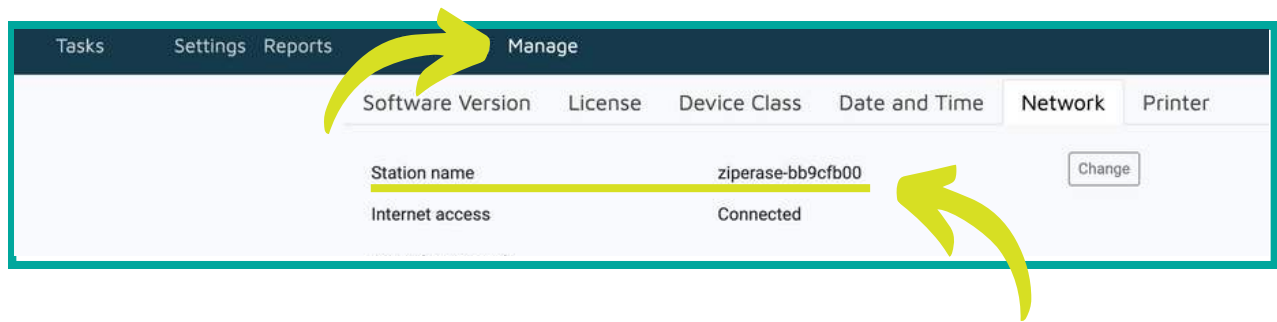 Tasks Settings Reports Manage
Software Version License Device Class Date and Time Network Printer
Station name ziperase-bb9cfb00 Change
Internet access Connected